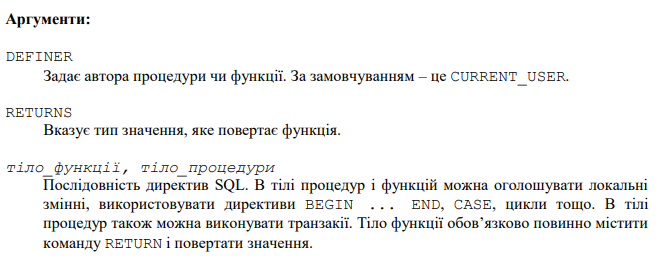 Аргументи:
DEFINER
Задає автора процедури чи функції. За замовчуванням – це CURRENT_USER.
RETURNS
Вказує тип значення, яке повертає функція.
тіло_функції, тіло_процедури
Послідовність директив SQL. В тілі процедур і функцій можна оголошувати локальні
змінні, використовувати директиви BEGIN ... END, CASE, цикли тощо. В тілі
процедур також можна виконувати транзакії. Тіло функції обов’язково повинно містити
команду RETURN і повертати значення.